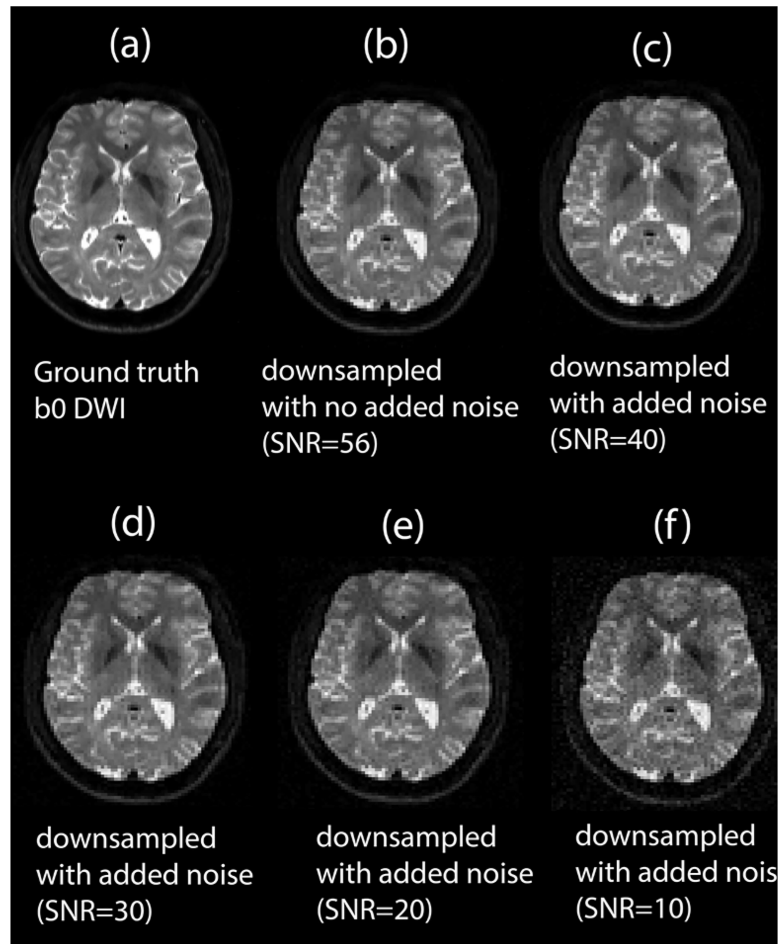 (a)
(b)
(c)
Ground truth
b0 DWI
downsampled
with no added noise
(SNR=56)
downsampled
with added noise
(SNR=40)
(d)
(e)
(f)
downsampled
with added noise
(SNR=30)
downsampled
with added noise
(SNR=20)
downsampled
with added nois
(SNR=10)